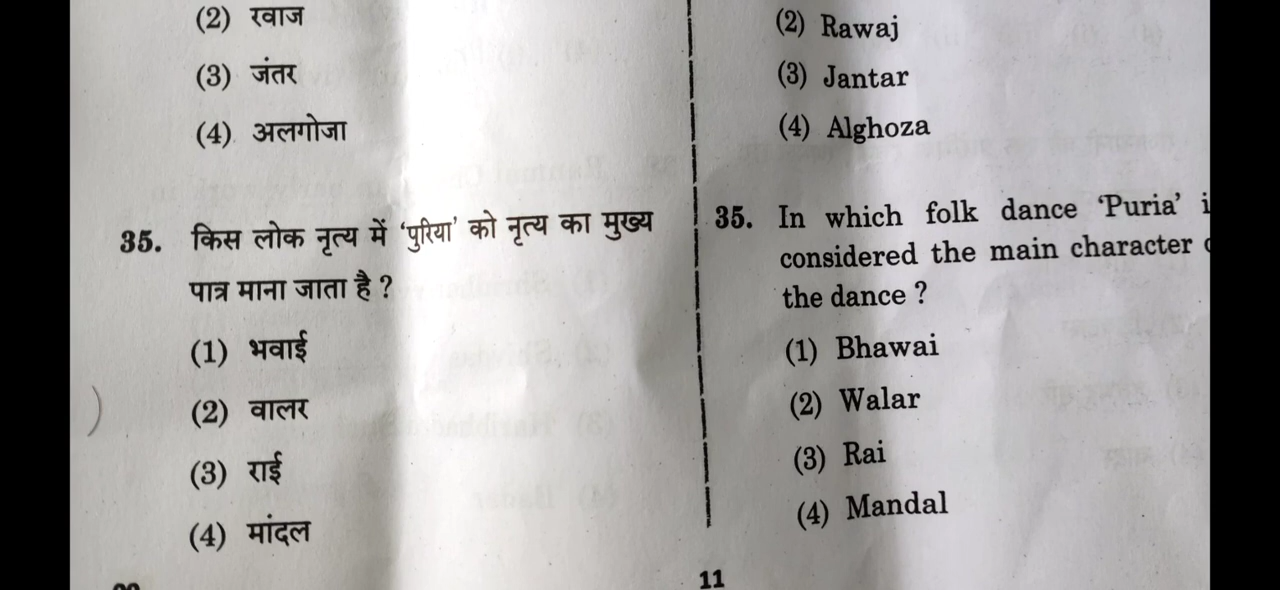 (2) रवाज
(3) जंतर
(4) अलगोजा
35. किस लोक नृत्य में ‘पुरिया’ को नृत्य का मुख्य
पात्र माना जाता है ?
(1) भवाई
(2) वालर
(3) राई
(4) मांदल
(2) Rawaj
(3) Jantar
(4) Alghoza
35. In which folk dance ‘Puria’ i
considered the main character
the dance ?
(1) Bhawai
(2) Walar
(3) Rai
(4) Mandal
11